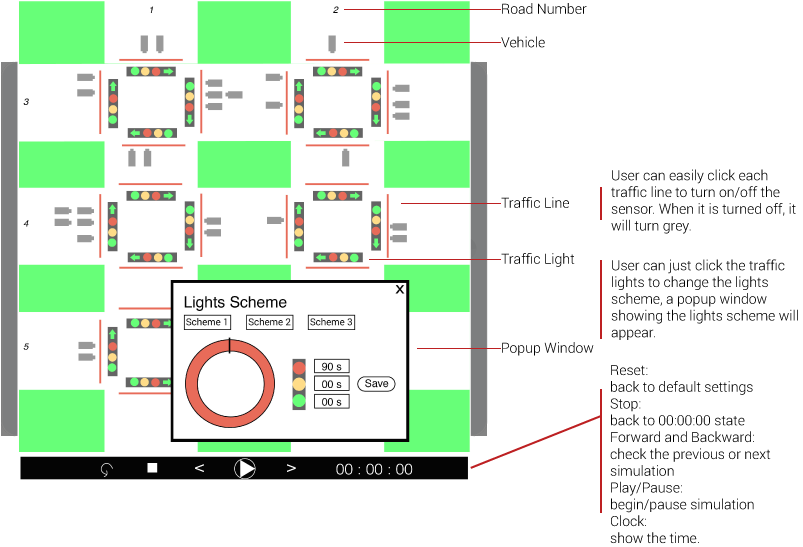 1
2
Road Number
Vehicle
3
4
Traffic Line
User can easily click each
traffic line to turn on/off the
sensor. When it is turned off, it
will turn grey.
Traffic Light
User can just click the traffic
lights to change the lights
scheme, a popup window
showing the lights scheme will
appear.
X
Lights Scheme
Scheme 1
Scheme 2
Scheme 3
5
Popup Window
90 s
00 s
Save
00 s
Reset:
back to default settings
Stop:
back to 00:00:00 state
Forward and Backward:
check the previous or next
simulation
Play/Pause:
begin/pause simulation
Clock:
show the time.
< > 00 : 00 : 00